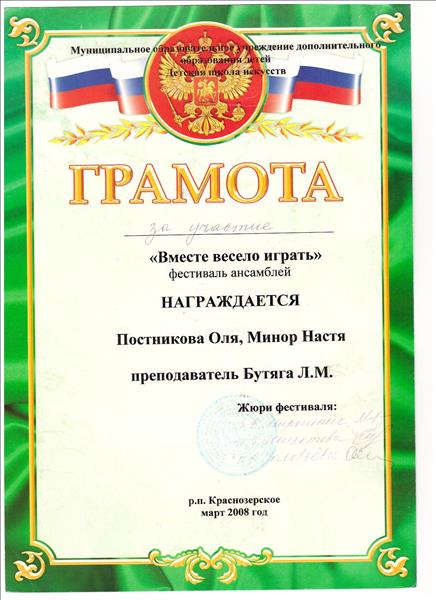 Муниципальное образовательное учреждение дополнительного
образования детей
Детская школа искусств
ГРАМОТА
за участие
«Вместе весело играть»
фестиваль ансамблей
НАГРАЖДАЕТСЯ
Постникова Оля, Минор Настя
преподаватель Бутяга Л.М.
Жюри фестиваля:
р.п. Краснозерское
март 2008 год